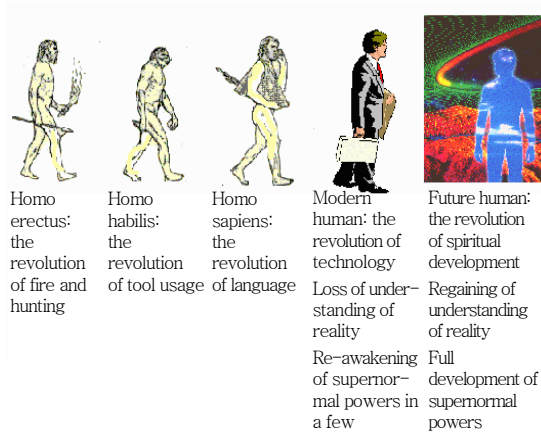 Homo
erectus:
the
revolution
of fire and
hunting
Homo
habilis:
the
revolution
of tool usage
Homo
sapiens:
the
revolution
of language
Modern
human: the
revolution of
technology
Loss of under-
standing of
reality
Re-awakening
of supernor-
mal powers in
a few
Future human:
the revolution
of spiritual
development
Regaining of
understanding
of reality
Full
development of
supernormal
powers